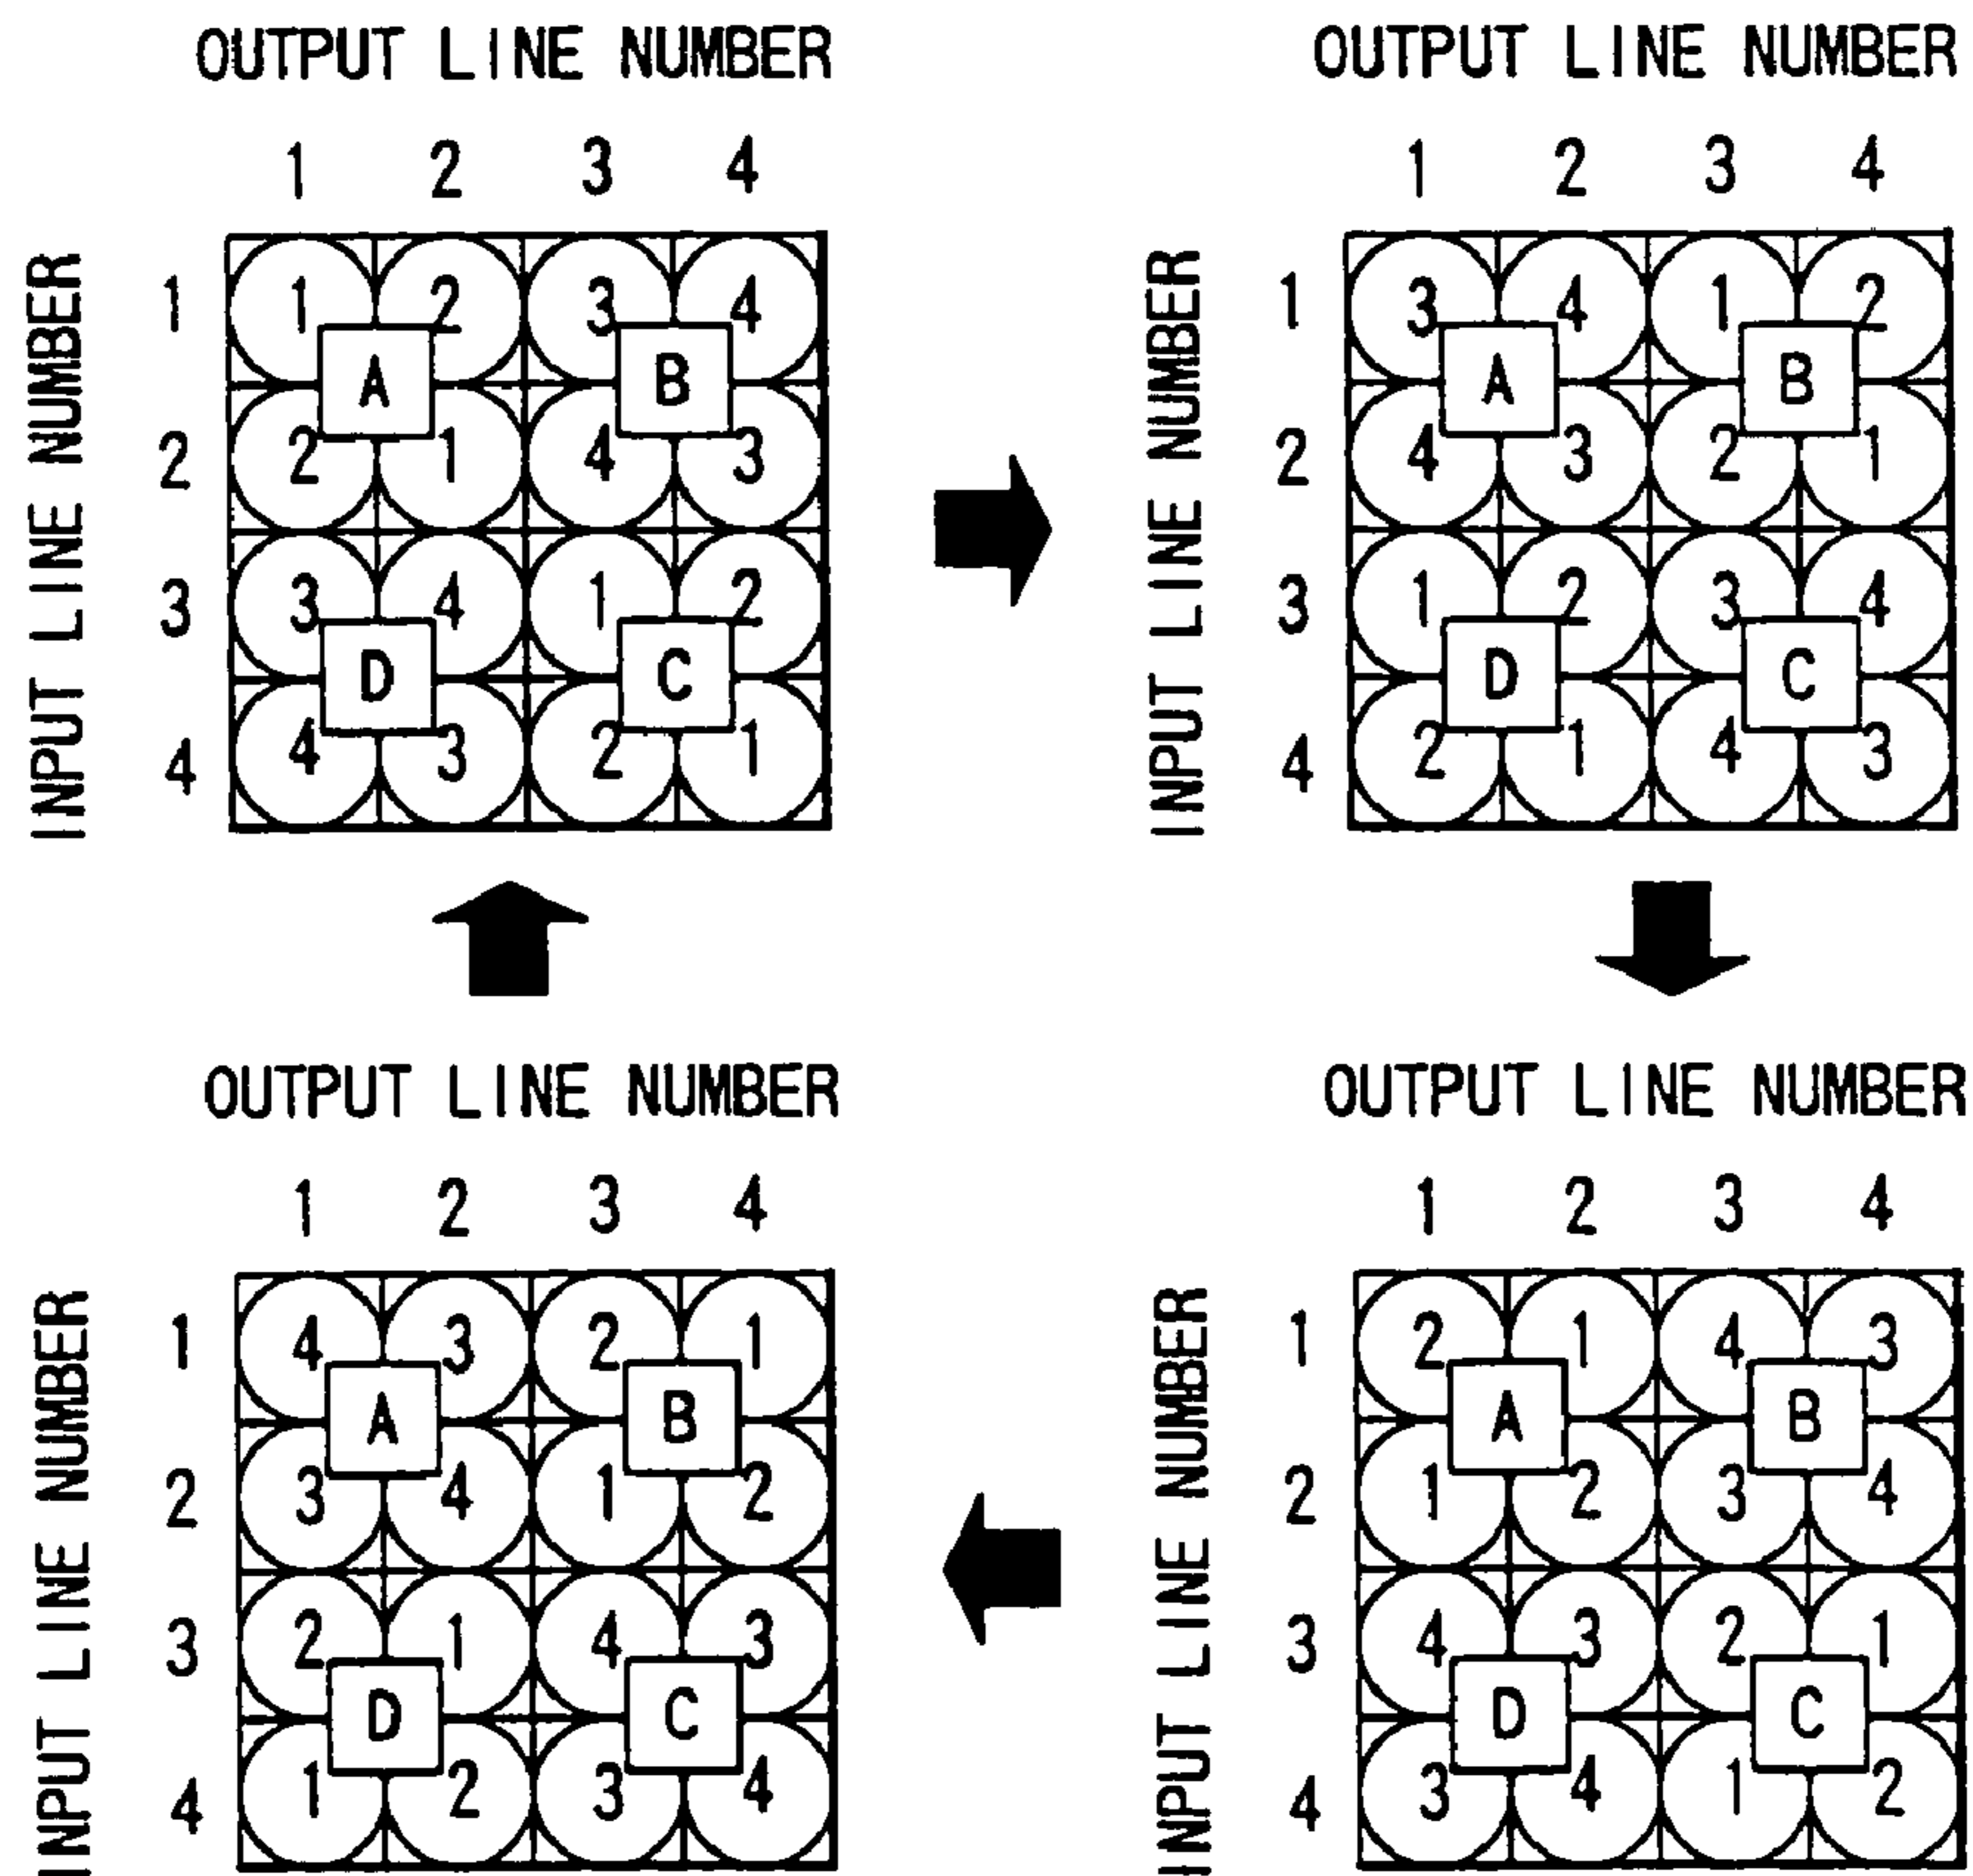 OUTPUT LINE NUMBER
1 2 3 4
INPUT LINE NUMBER
1 1 2 3 4
A B
2 2 1 4 3
3 3 4 1 2
D C
4 4 3 2 1
OUTPUT LINE NUMBER
1 2 3 4
INPUT LINE NUMBER
1 3 4 1 2
A B
2 4 3 2 1
3 1 2 3 4
D C
4 2 1 4 3
OUTPUT LINE NUMBER
1 2 3 4
INPUT LINE NUMBER
1 4 3 2 1
A B
2 3 4 1 2
3 2 1 4 3
D C
4 1 2 3 4
OUTPUT LINE NUMBER
1 2 3 4
INPUT LINE NUMBER
1 2 1 4 3
A B
2 1 2 3 4
3 4 3 2 1
D C
4 3 4 1 2